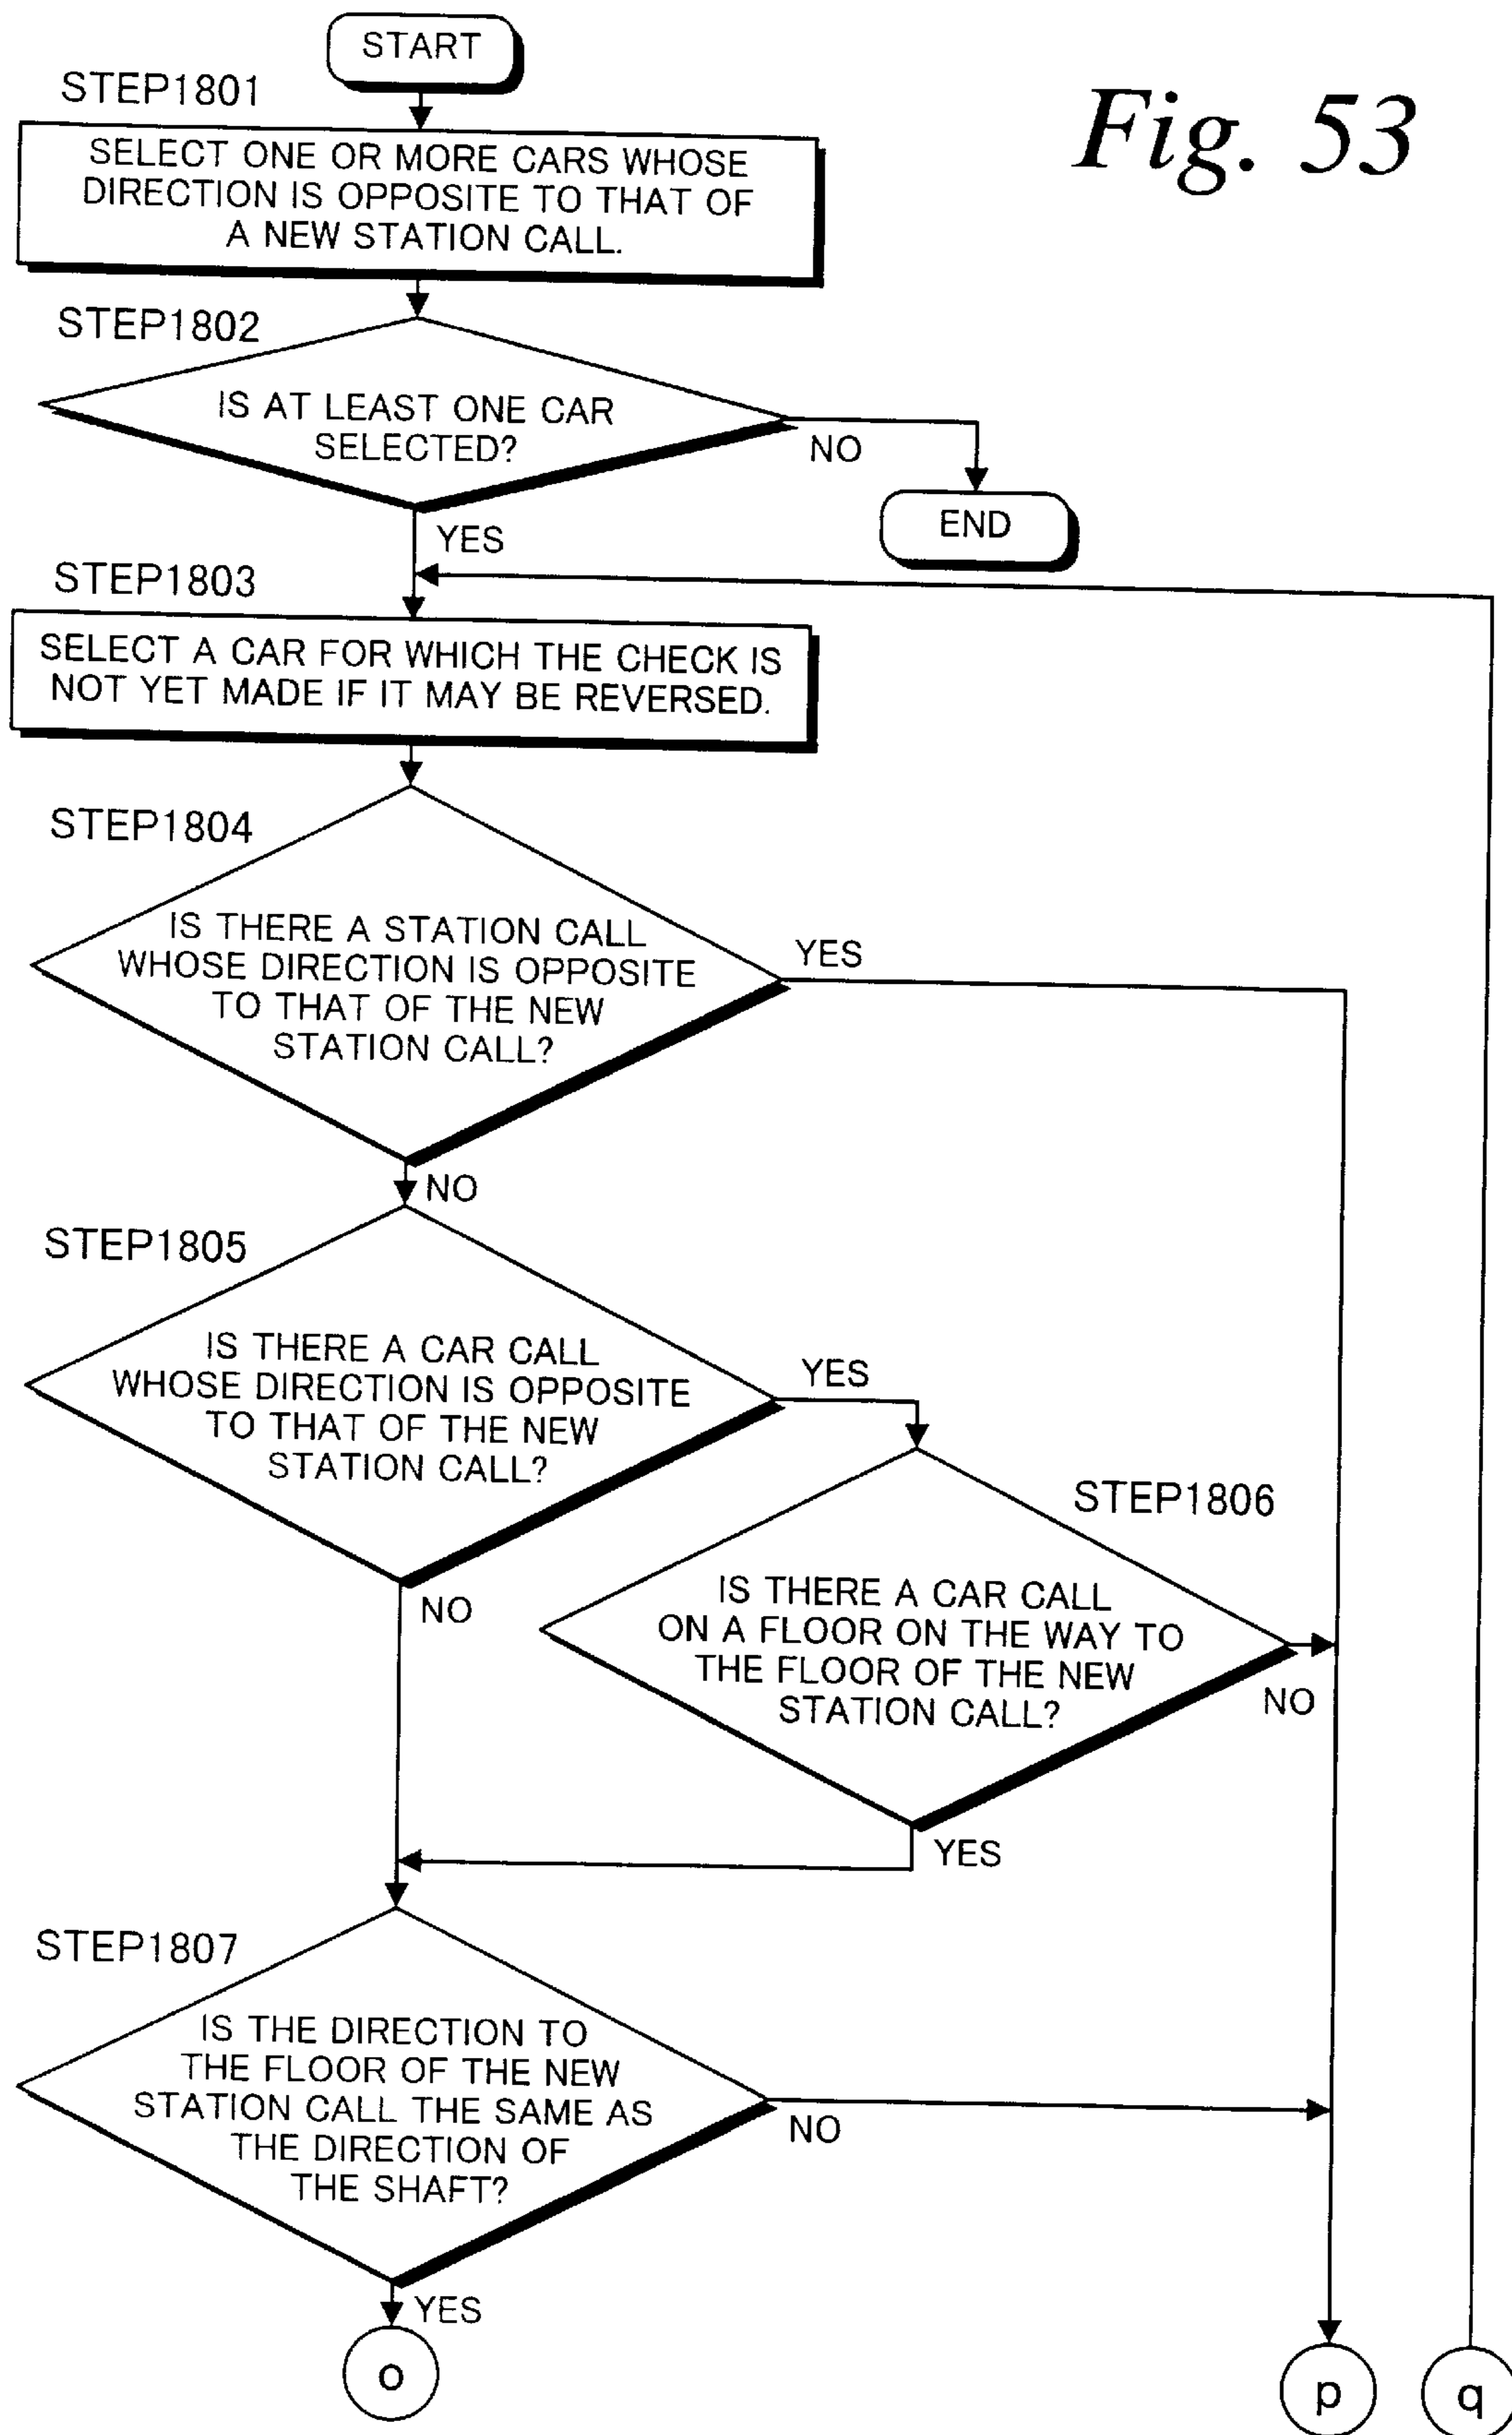 START
Fig. 53
STEP1801
SELECT ONE OR MORE CARS WHOSE
DIRECTION IS OPPOSITE TO THAT OF
A NEW STATION CALL.
STEP1802
IS AT LEAST ONE CAR
SELECTED?
NO
END
YES
STEP1803
SELECT A CAR FOR WHICH THE CHECK IS
NOT YET MADE IF IT MAY BE REVERSED.
STEP1804
IS THERE A STATION CALL
WHOSE DIRECTION IS OPPOSITE
TO THAT OF THE NEW
STATION CALL?
YES
NO
STEP1805
IS THERE A CAR CALL
WHOSE DIRECTION IS OPPOSITE
TO THAT OF THE NEW
STATION CALL?
YES
NO
STEP1806
IS THERE A CAR CALL
ON A FLOOR ON THE WAY TO
THE FLOOR OF THE NEW
STATION CALL?
NO
YES
STEP1807
IS THE DIRECTION TO
THE FLOOR OF THE NEW
STATION CALL THE SAME AS
THE DIRECTION OF
THE SHAFT?
NO
YES
o
p
q